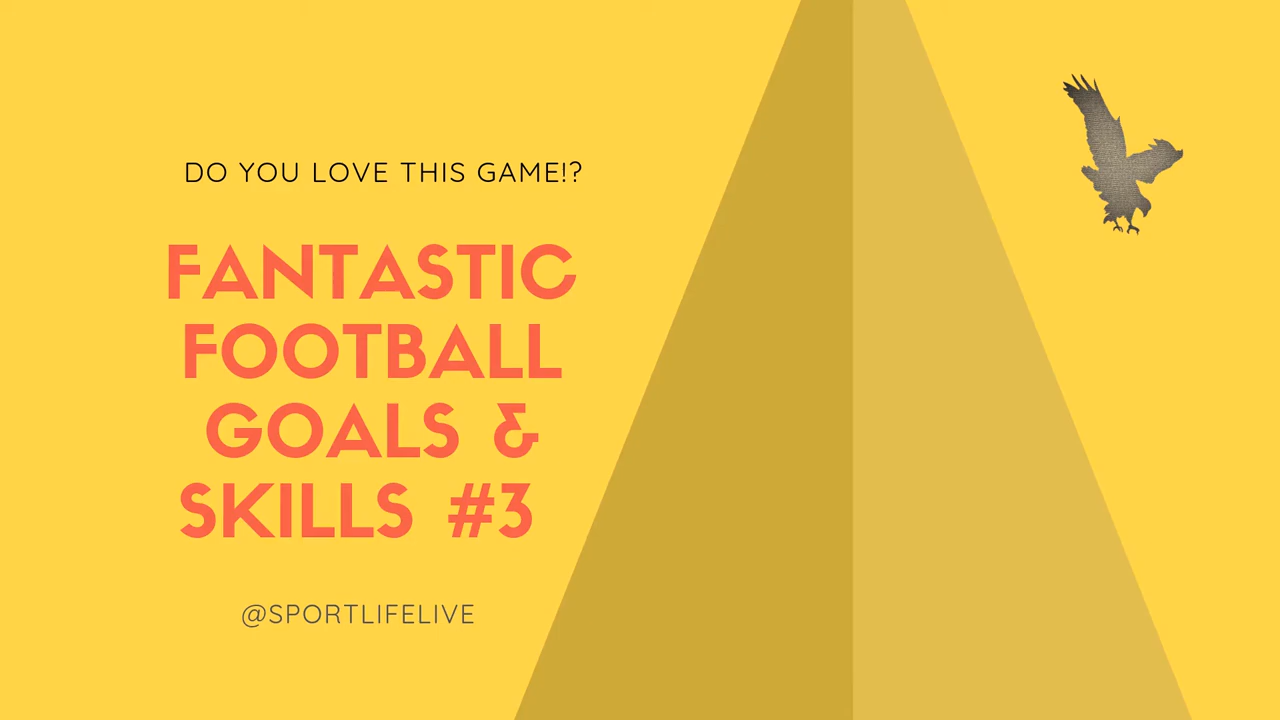 DO YOU LOVE THIS GAME!?
FANTASTIC
FOOTBALL
GOALS &
SKILLS #3
@SPORTLIFELIVE